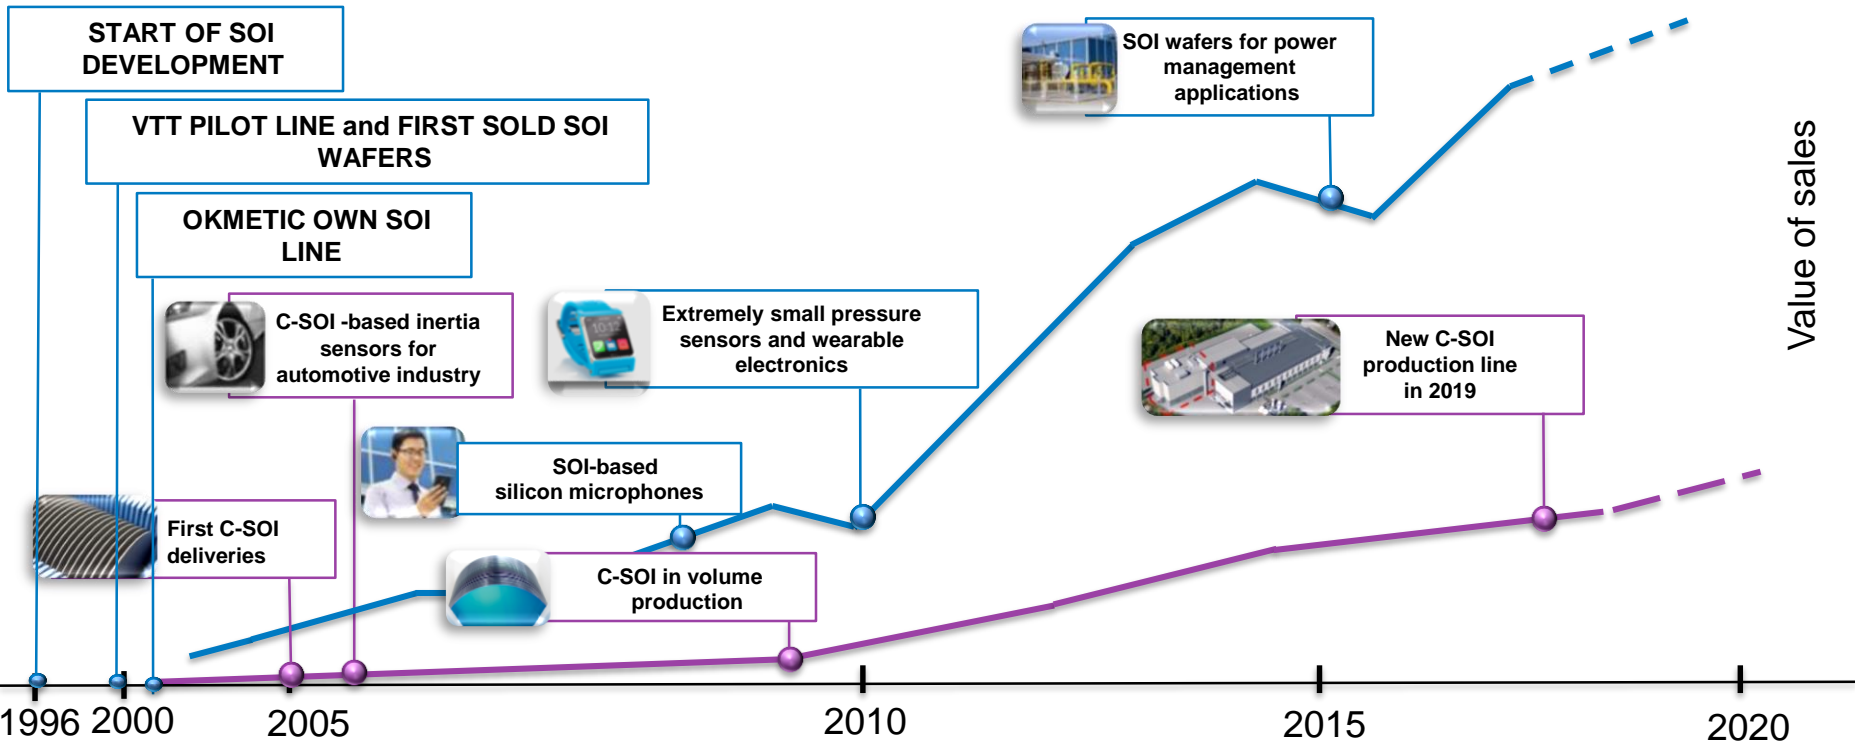 START OF SOI
DEVELOPMENT
VTT PILOT LINE and FIRST SOLD SOI
WAFERS
OKMETIC OWN SOI
LINE
C-SOI -based inertia
sensors for
automotive industry
First C-SOI
deliveries
SOI-based
silicon microphones
C-SOI in volume
production
Extremely small pressure
sensors and wearable
electronics
SOI wafers for power
management
applications
New C-SOI
production line
in 2019
Value of sales
10:12
1996 2000 2005 2010 2015 2020